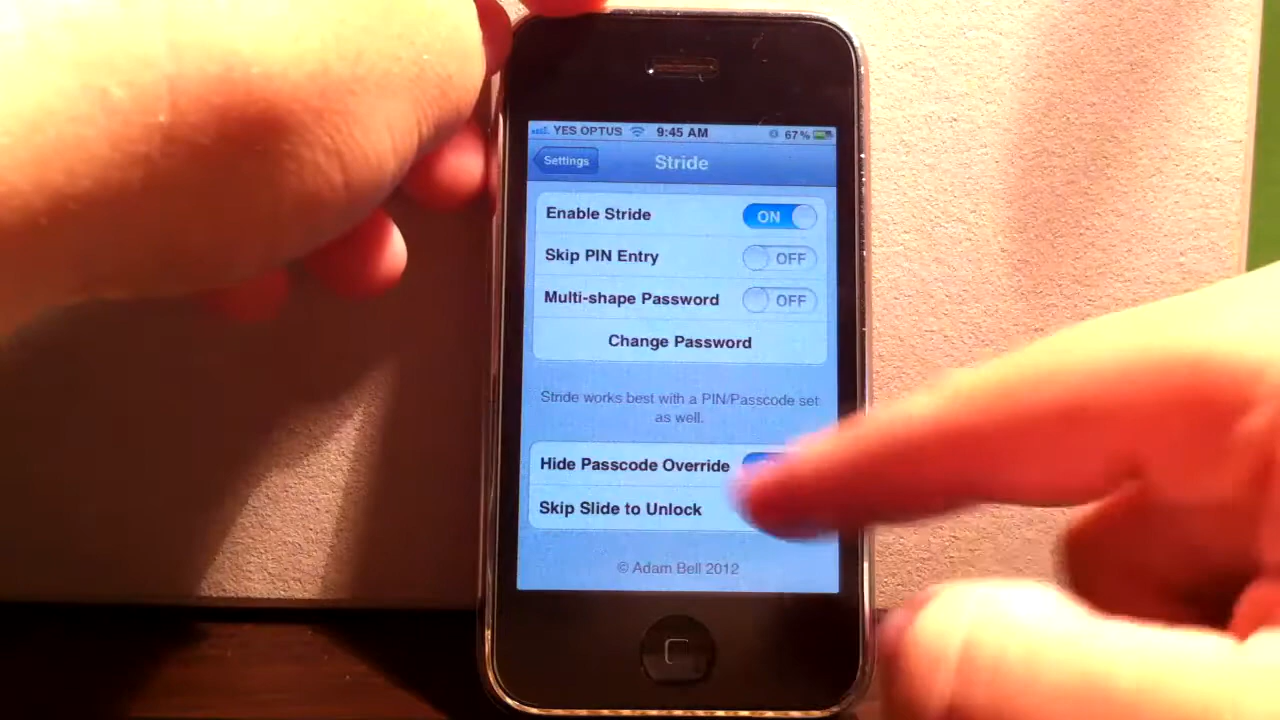 YES OPTUS 9:45 AM 67%
Settings Stride
Enable Stride ON
Skip PIN Entry OFF
Multi-shape Password OFF
Change Password
Stride works best with a PIN/Passcode set
as well.
Hide Passcode Override
Skip Slide to Unlock
© Adam Bell 2012